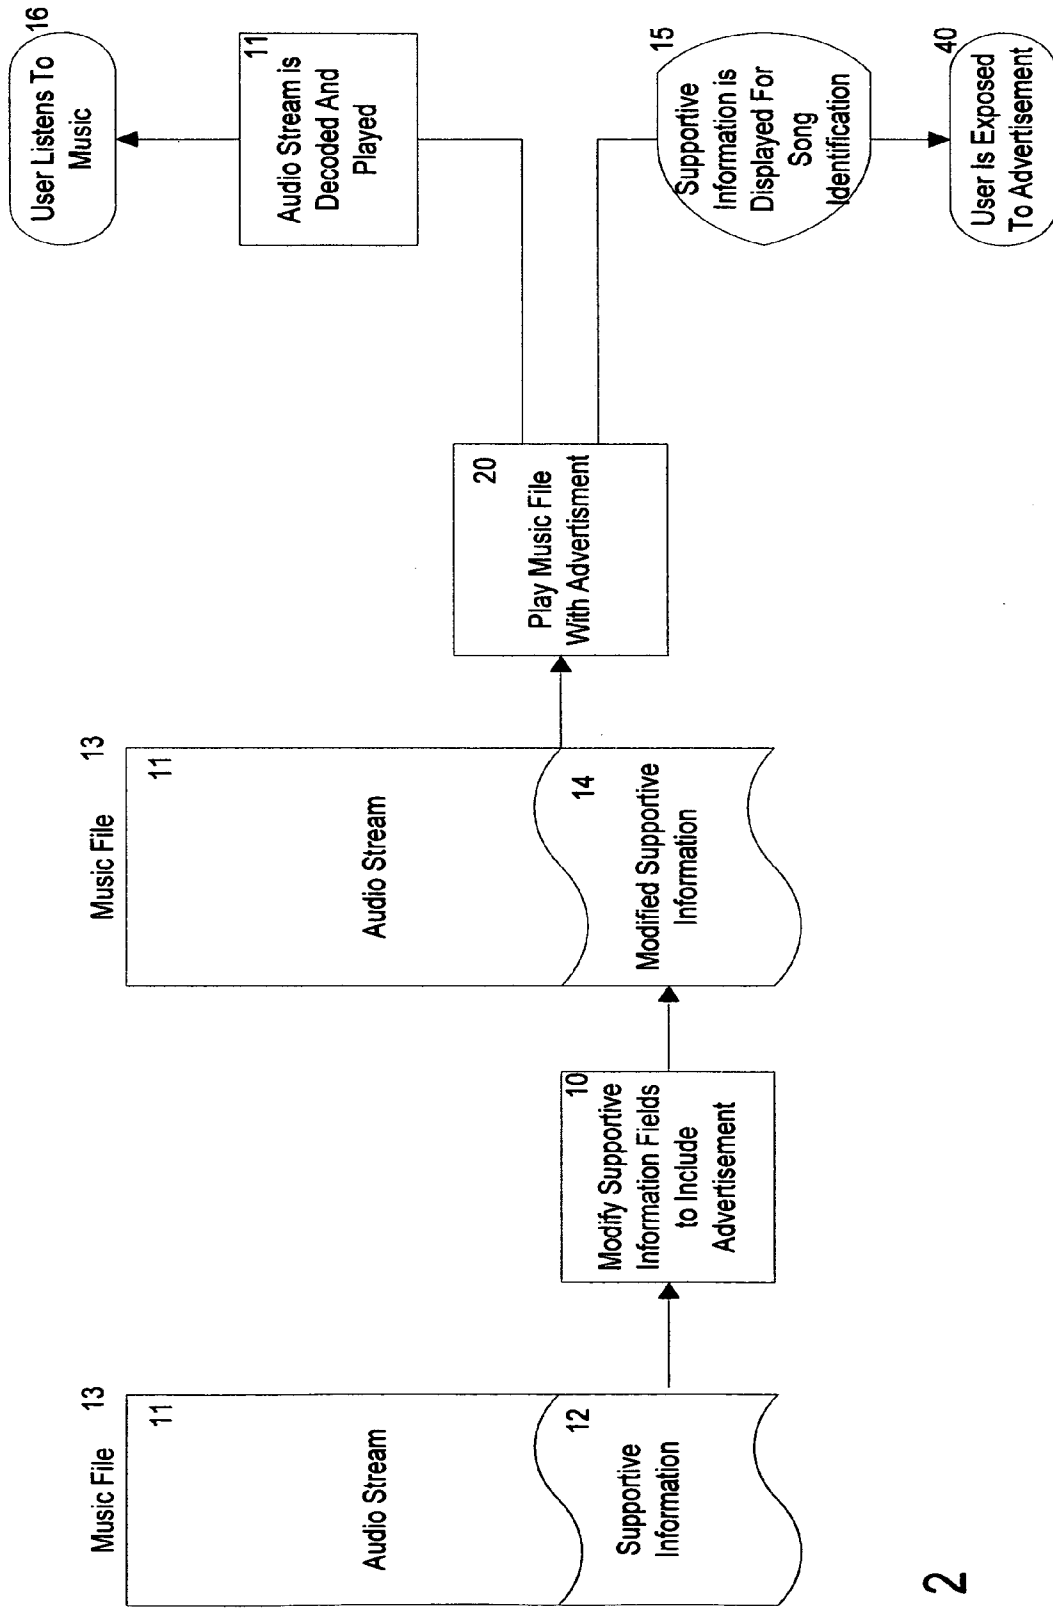 Music File 13
11
Audio Stream
12
Supportive
Information
10
Modify Supportive
Information Fields
to Include
Advertisement
Music File 13
11
Audio Stream
14
Modified Supportive
Information
20
Play Music File
With Advertisment
11
Audio Stream is
Decoded And
Played
16
User Listens To
Music
15
Supportive
Information is
Displayed For
Song
Identification
40
User Is Exposed
To Advertisement
2